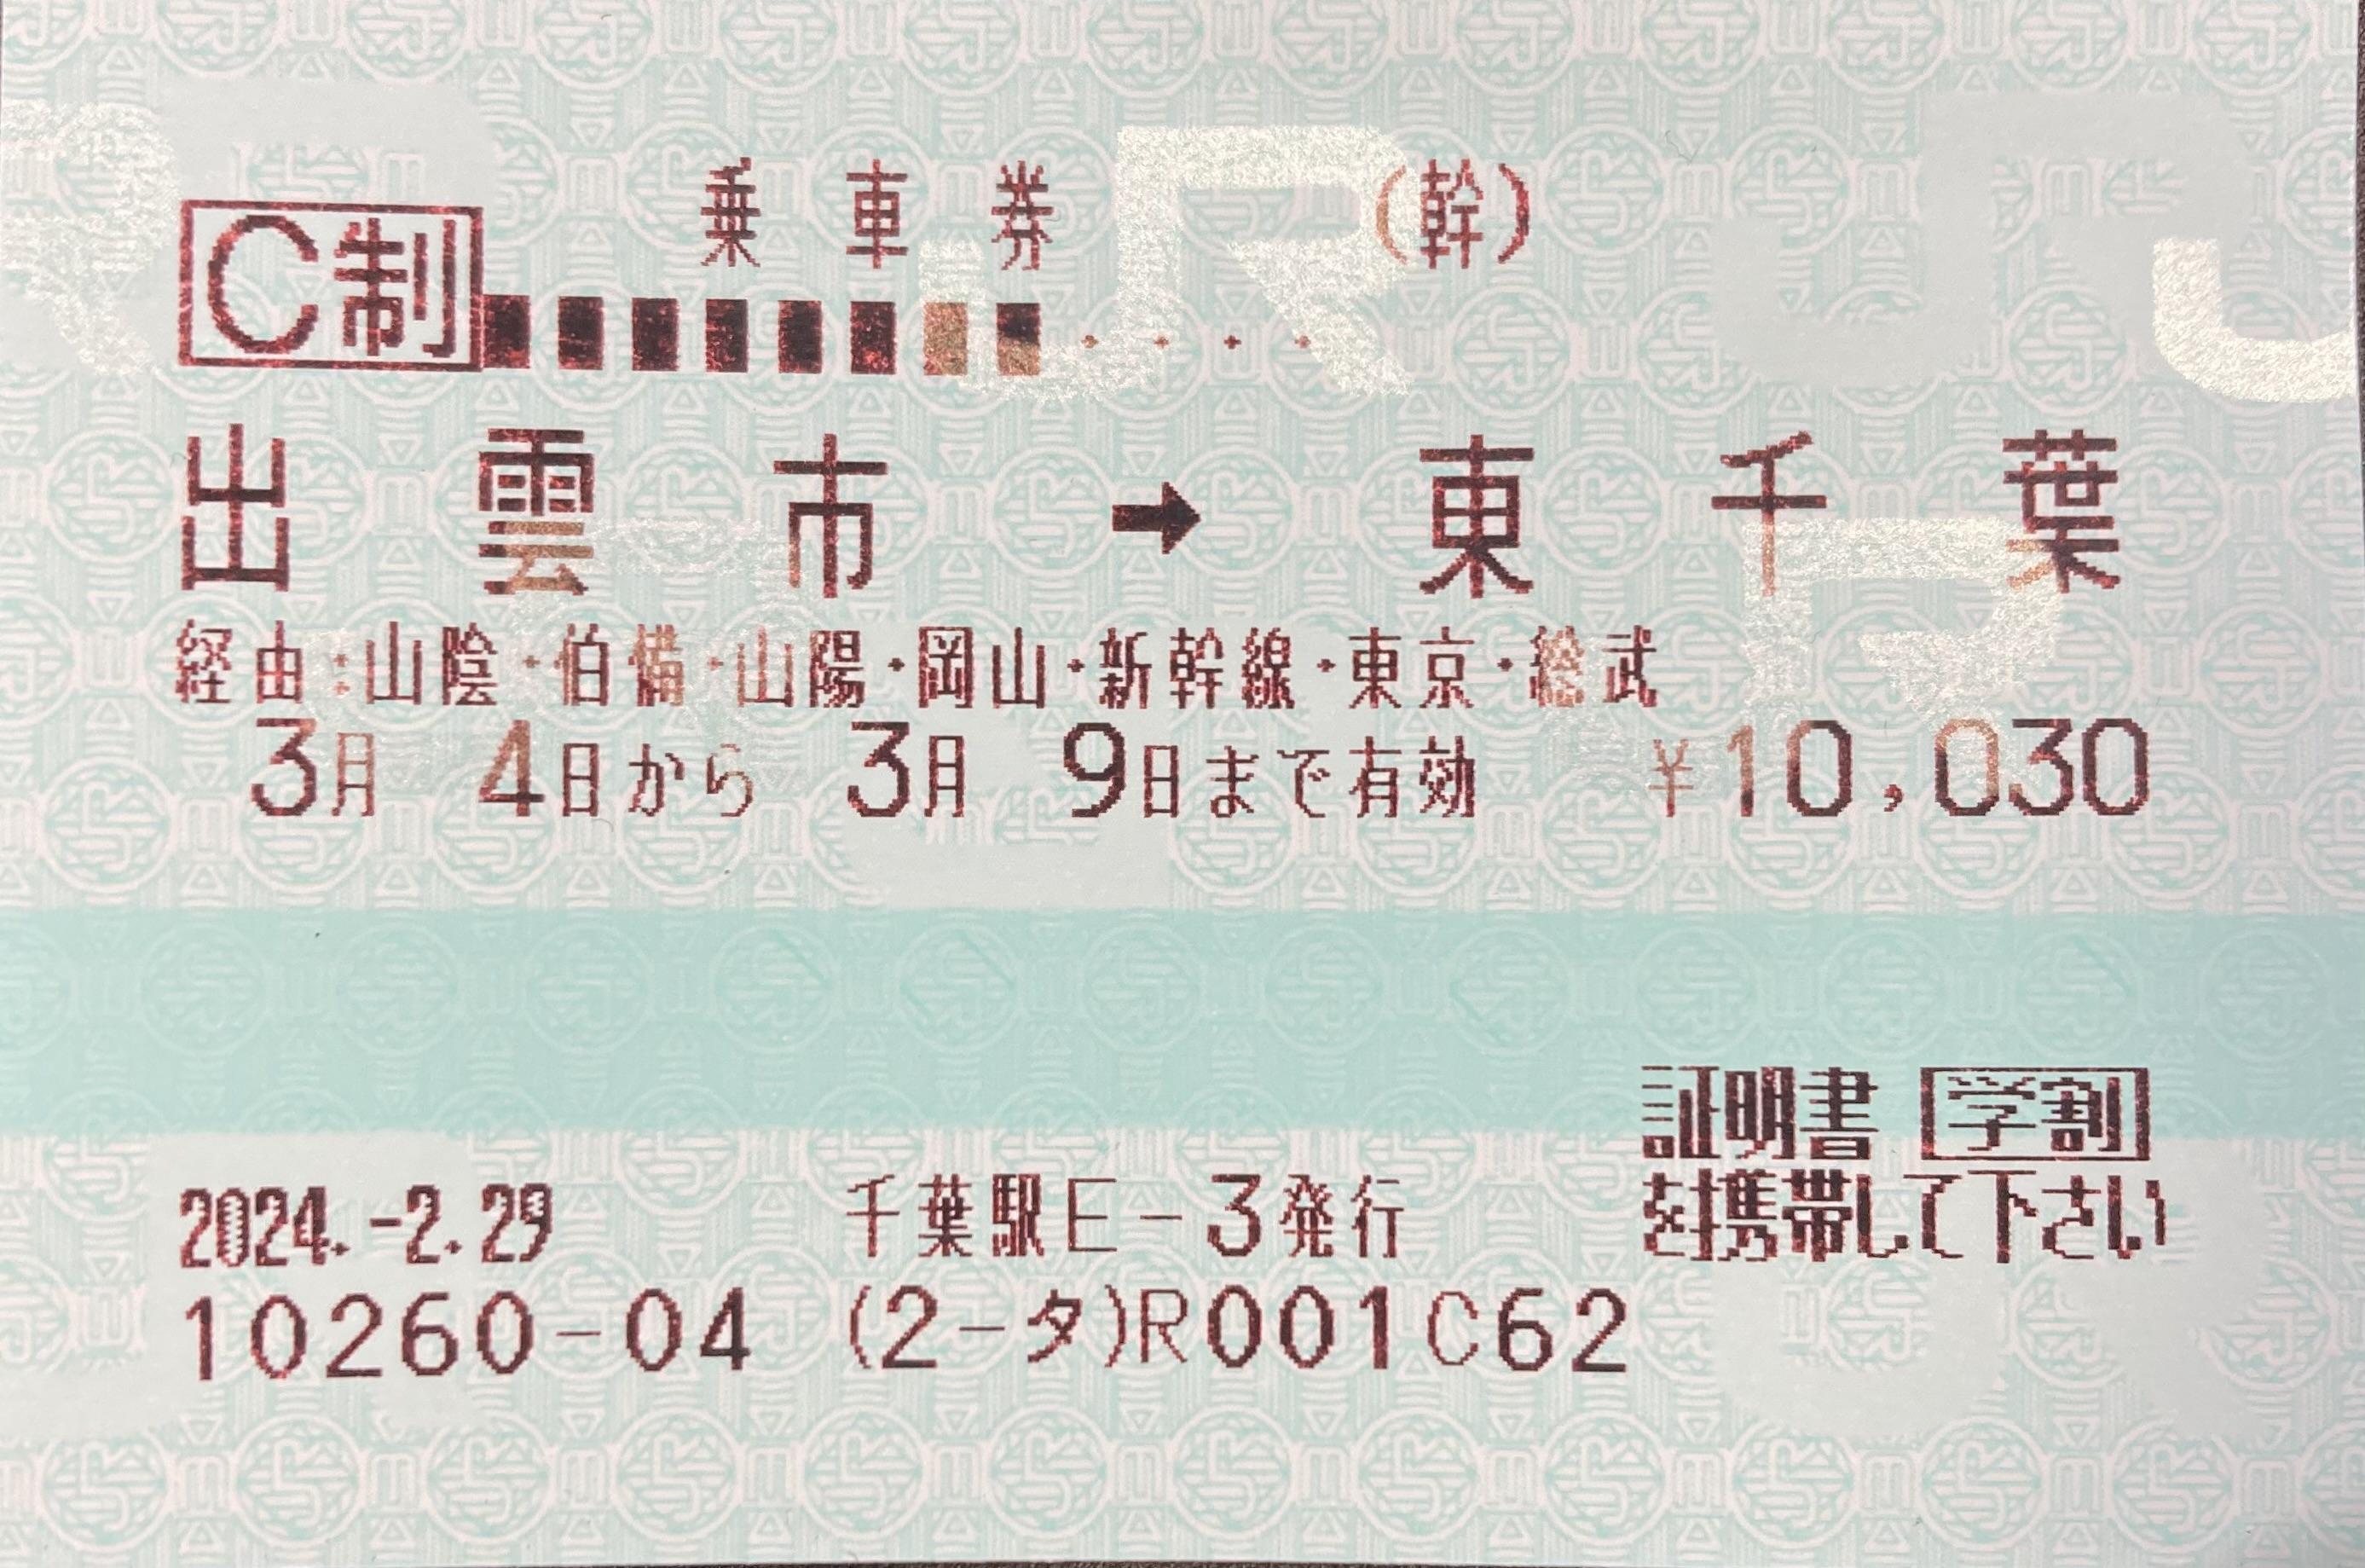 乗車券 (幹)
C制
出雲市 → 東千葉
経由:山陰・伯備・山陽・岡山・新幹線・東京・総武
3月 4日から 3月 9日まで有効 ¥10,030
証明書 学割
を携帯して下さい
2024.-2.29 千葉駅E-3発行
10260-04 (2-タ)R001C62